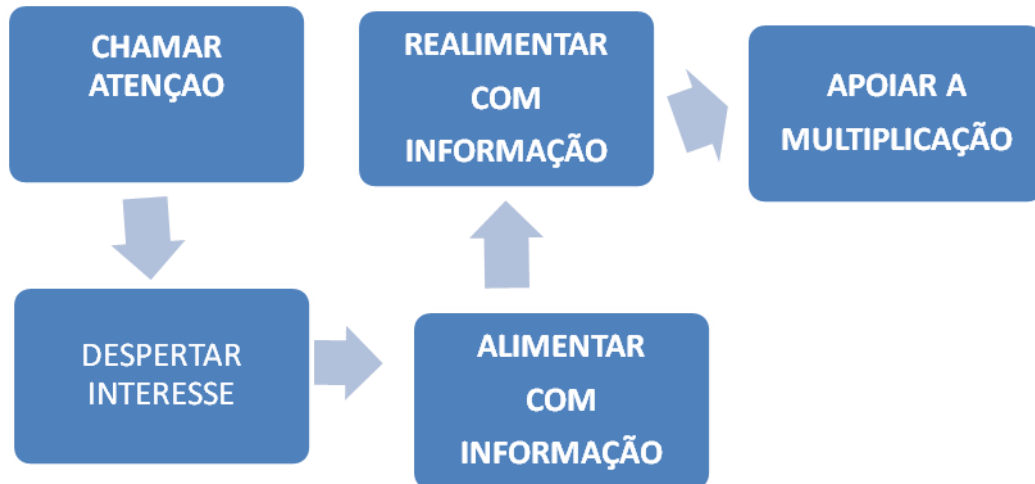 CHAMAR
ATENÇAO
DESPERTAR
INTERESSE
ALIMENTAR
COM
INFORMAÇÃO
REALIMENTAR
COM
INFORMAÇÃO
APOIAR A
MULTIPLICAÇÃO